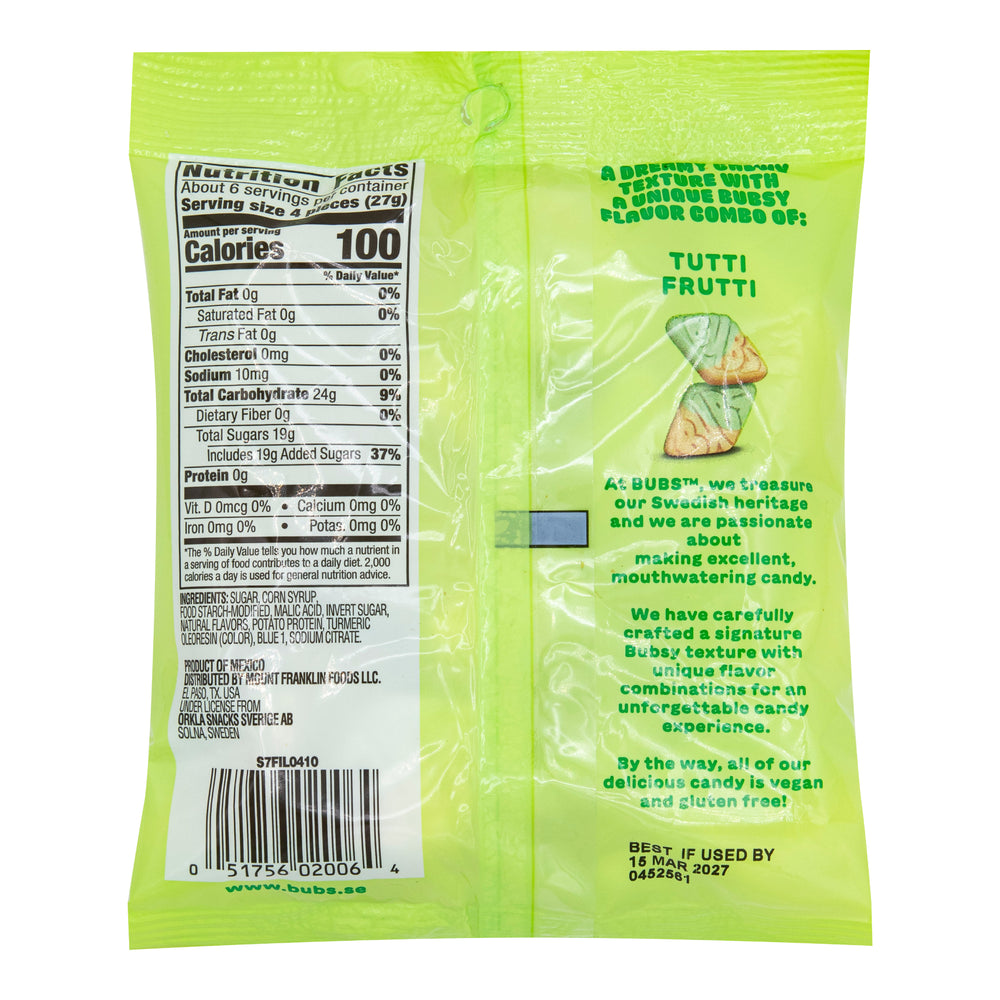 Nutrition Facts
About 6 servings per container
Serving size 4 pieces (27g)
Amount per serving
Calories 100
% Daily Value*
Total Fat 0g 0%
Saturated Fat 0g 0%
Trans Fat 0g
Cholesterol 0mg 0%
Sodium 10mg 0%
Total Carbohydrate 24g 9%
Dietary Fiber 0g 0%
Total Sugars 19g
Includes 19g Added Sugars 37%
Protein 0g
Vit. D 0mcg 0% • Calcium 0mg 0%
Iron 0mg 0% • Potas. 0mg 0%
*The % Daily Value tells you how much a nutrient in
a serving of food contributes to a daily diet. 2,000
calories a day is used for general nutrition advice.
INGREDIENTS: SUGAR, CORN SYRUP,
FOOD STARCH-MODIFIED, MALIC ACID, INVERT SUGAR,
NATURAL FLAVORS, POTATO PROTEIN, TURMERIC
OLEORESIN (COLOR), BLUE 1, SODIUM CITRATE.
PRODUCT OF MEXICO
DISTRIBUTED BY MOUNT FRANKLIN FOODS LLC.
EL PASO, TX. USA
UNDER LICENSE FROM
ORKLA SNACKS SVERIGE AB
SOLNA, SWEDEN
S7FIL0410
0 51756 02006 4
www.bubs.se
A DREAMY CHEWY
TEXTURE WITH
A UNIQUE BUBSY
FLAVOR COMBO OF:
TUTTI
FRUTTI
At BUBS™, we treasure
our Swedish heritage
and we are passionate
about
making excellent,
mouthwatering candy.
We have carefully
crafted a signature
Bubsy texture with
unique flavor
combinations for an
unforgettable candy
experience.
By the way, all of our
delicious candy is vegan
and gluten free!
BEST IF USED BY
15 MAR 2027
0452561